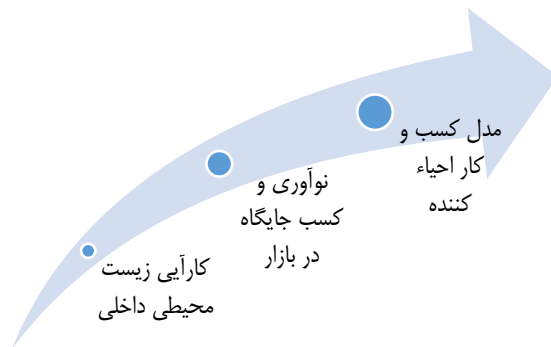 مدل کسب و
کار احیاء
کننده
نوآوری و
کسب جایگاه
در بازار
کارآیی زیست
محیطی داخلی